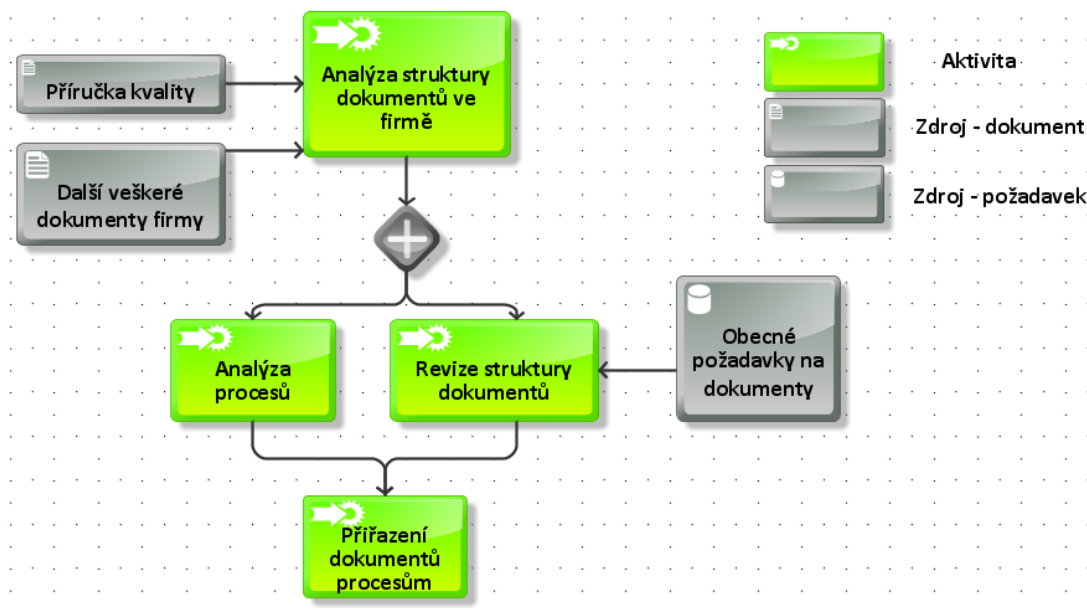 Příručka kvality
Další veškeré
dokumenty firmy
Analýza struktury
dokumentů ve
firmě
Analýza
procesů
Revize struktury
dokumentů
Obecné
požadavky na
dokumenty
Přiřazení
dokumentů
procesům
Aktivita
Zdroj - dokument
Zdroj - požadavek